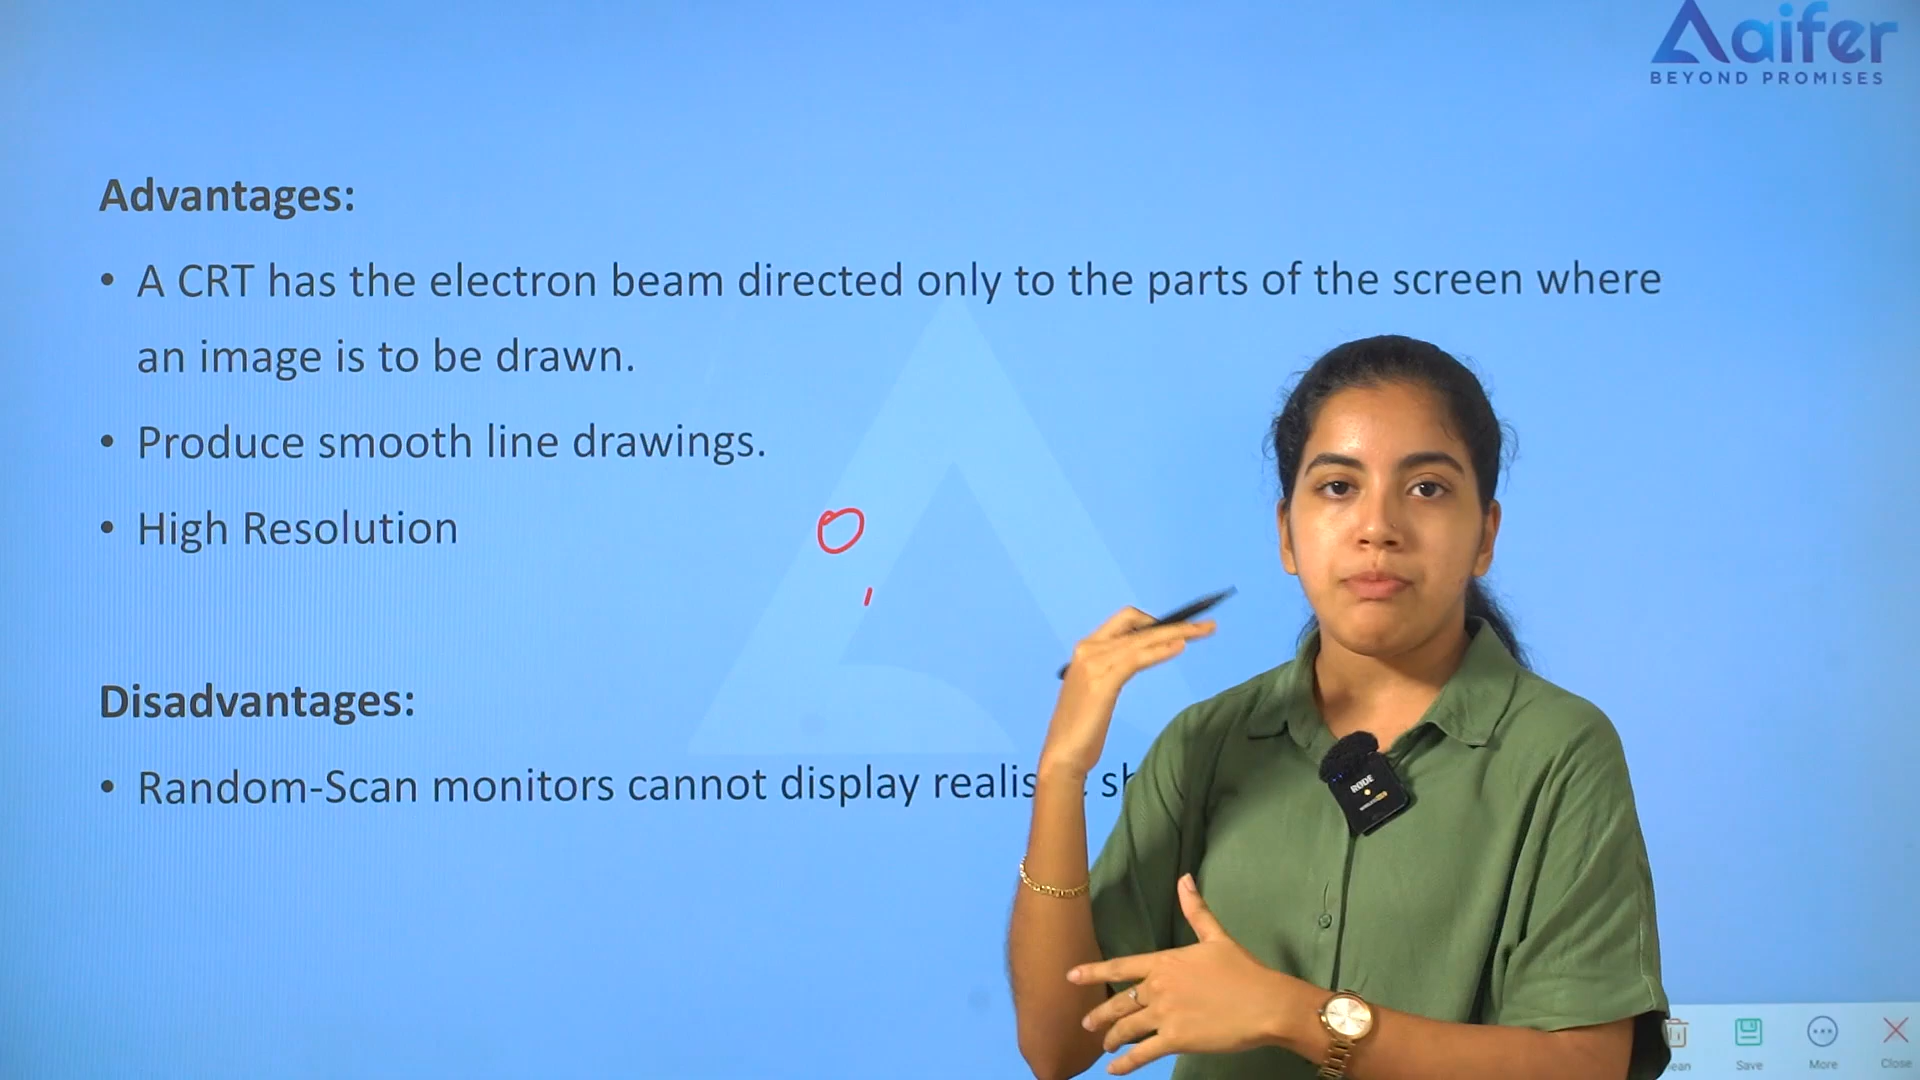 Aaifer
BEYOND PROMISES
Advantages:
• A CRT has the electron beam directed only to the parts of the screen where
an image is to be drawn.
• Produce smooth line drawings.
• High Resolution
Disadvantages:
• Random-Scan monitors cannot display
RODE
Save
More
Close